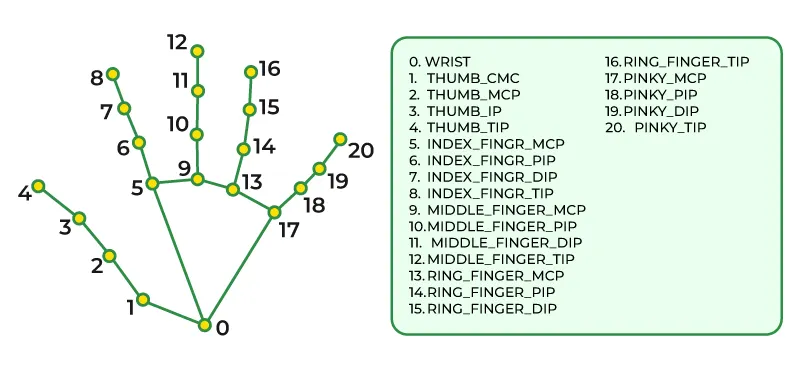 12
8
16
11
7
15
10
6
14
20
9
19
4
5
13
18
3
17
2
1
0
0. WRIST
1. THUMB_CMC
2. THUMB_MCP
3. THUMB_IP
4. THUMB_TIP
5. INDEX_FINGR_MCP
6. INDEX_FINGR_PIP
7. INDEX_FINGR_DIP
8. INDEX_FINGR_TIP
9. MIDDLE_FINGER_MCP
10. MIDDLE_FINGER_PIP
11. MIDDLE_FINGER_DIP
12. MIDDLE_FINGER_TIP
13. RING_FINGER_MCP
14. RING_FINGER_PIP
15. RING_FINGER_DIP
16. RING_FINGER_TIP
17. PINKY_MCP
18. PINKY_PIP
19. PINKY_DIP
20. PINKY_TIP